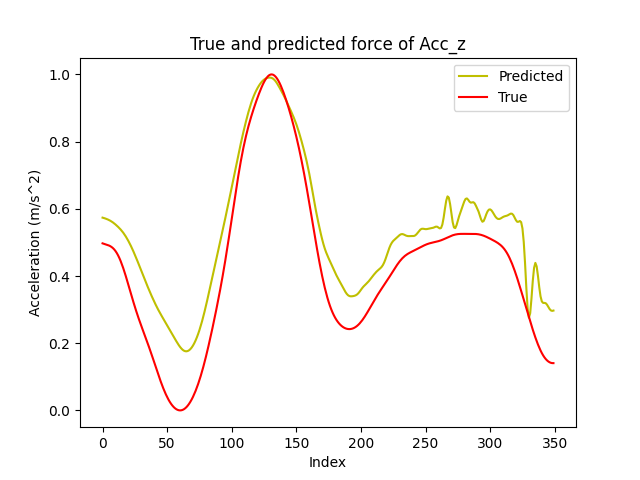 True and predicted force of Acc_z
Predicted
True
Acceleration (m/s^2)
1.0
0.8
0.6
0.4
0.2
0.0
0 50 100 150 200 250 300 350
Index